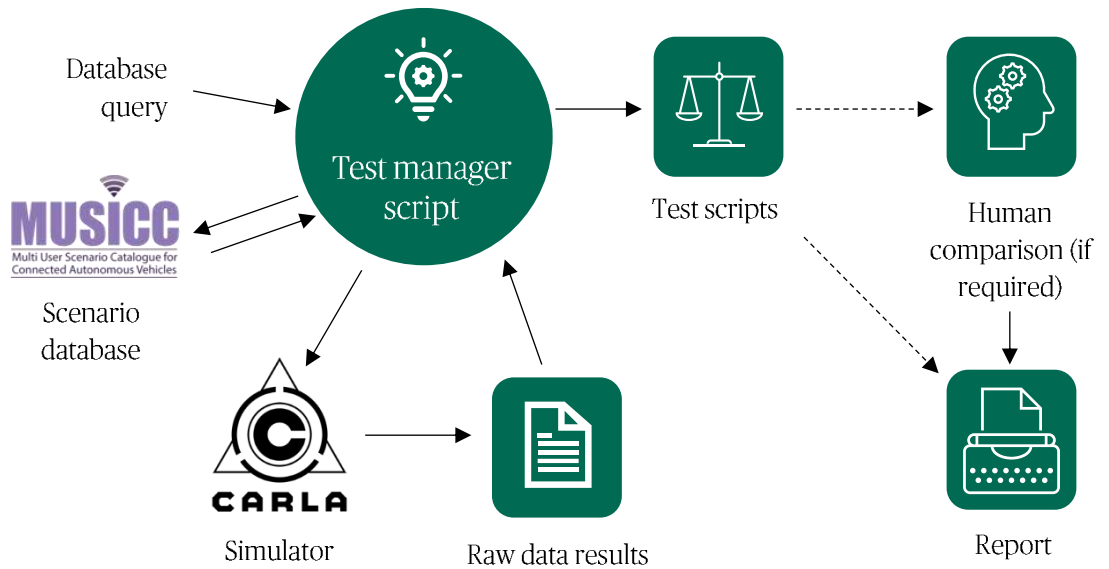 Database
query
MUSICC
Multi User Scenario Catalogue for
Connected Autonomous Vehicles
Scenario
database
Test manager
script
Test scripts
Human
comparison (if
required)
CARLA
Simulator
Raw data results
Report